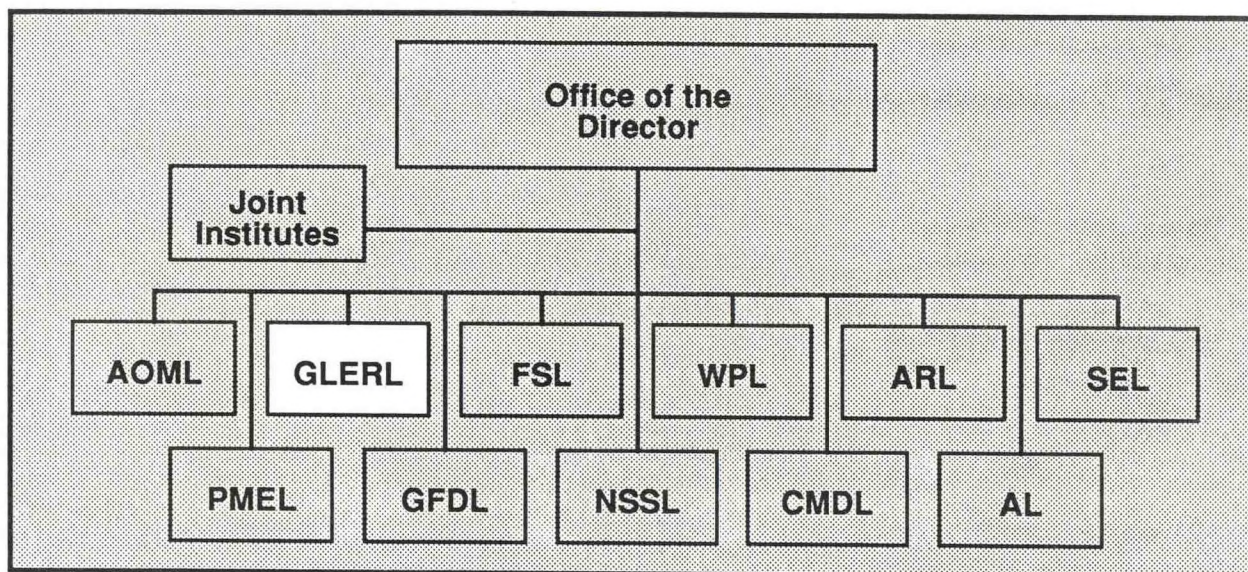 Office of the
Director
Joint
Institutes
AOML
GLERL
FSL
WPL
ARL
SEL
PMEL
GFDL
NSSL
CMDL
AL